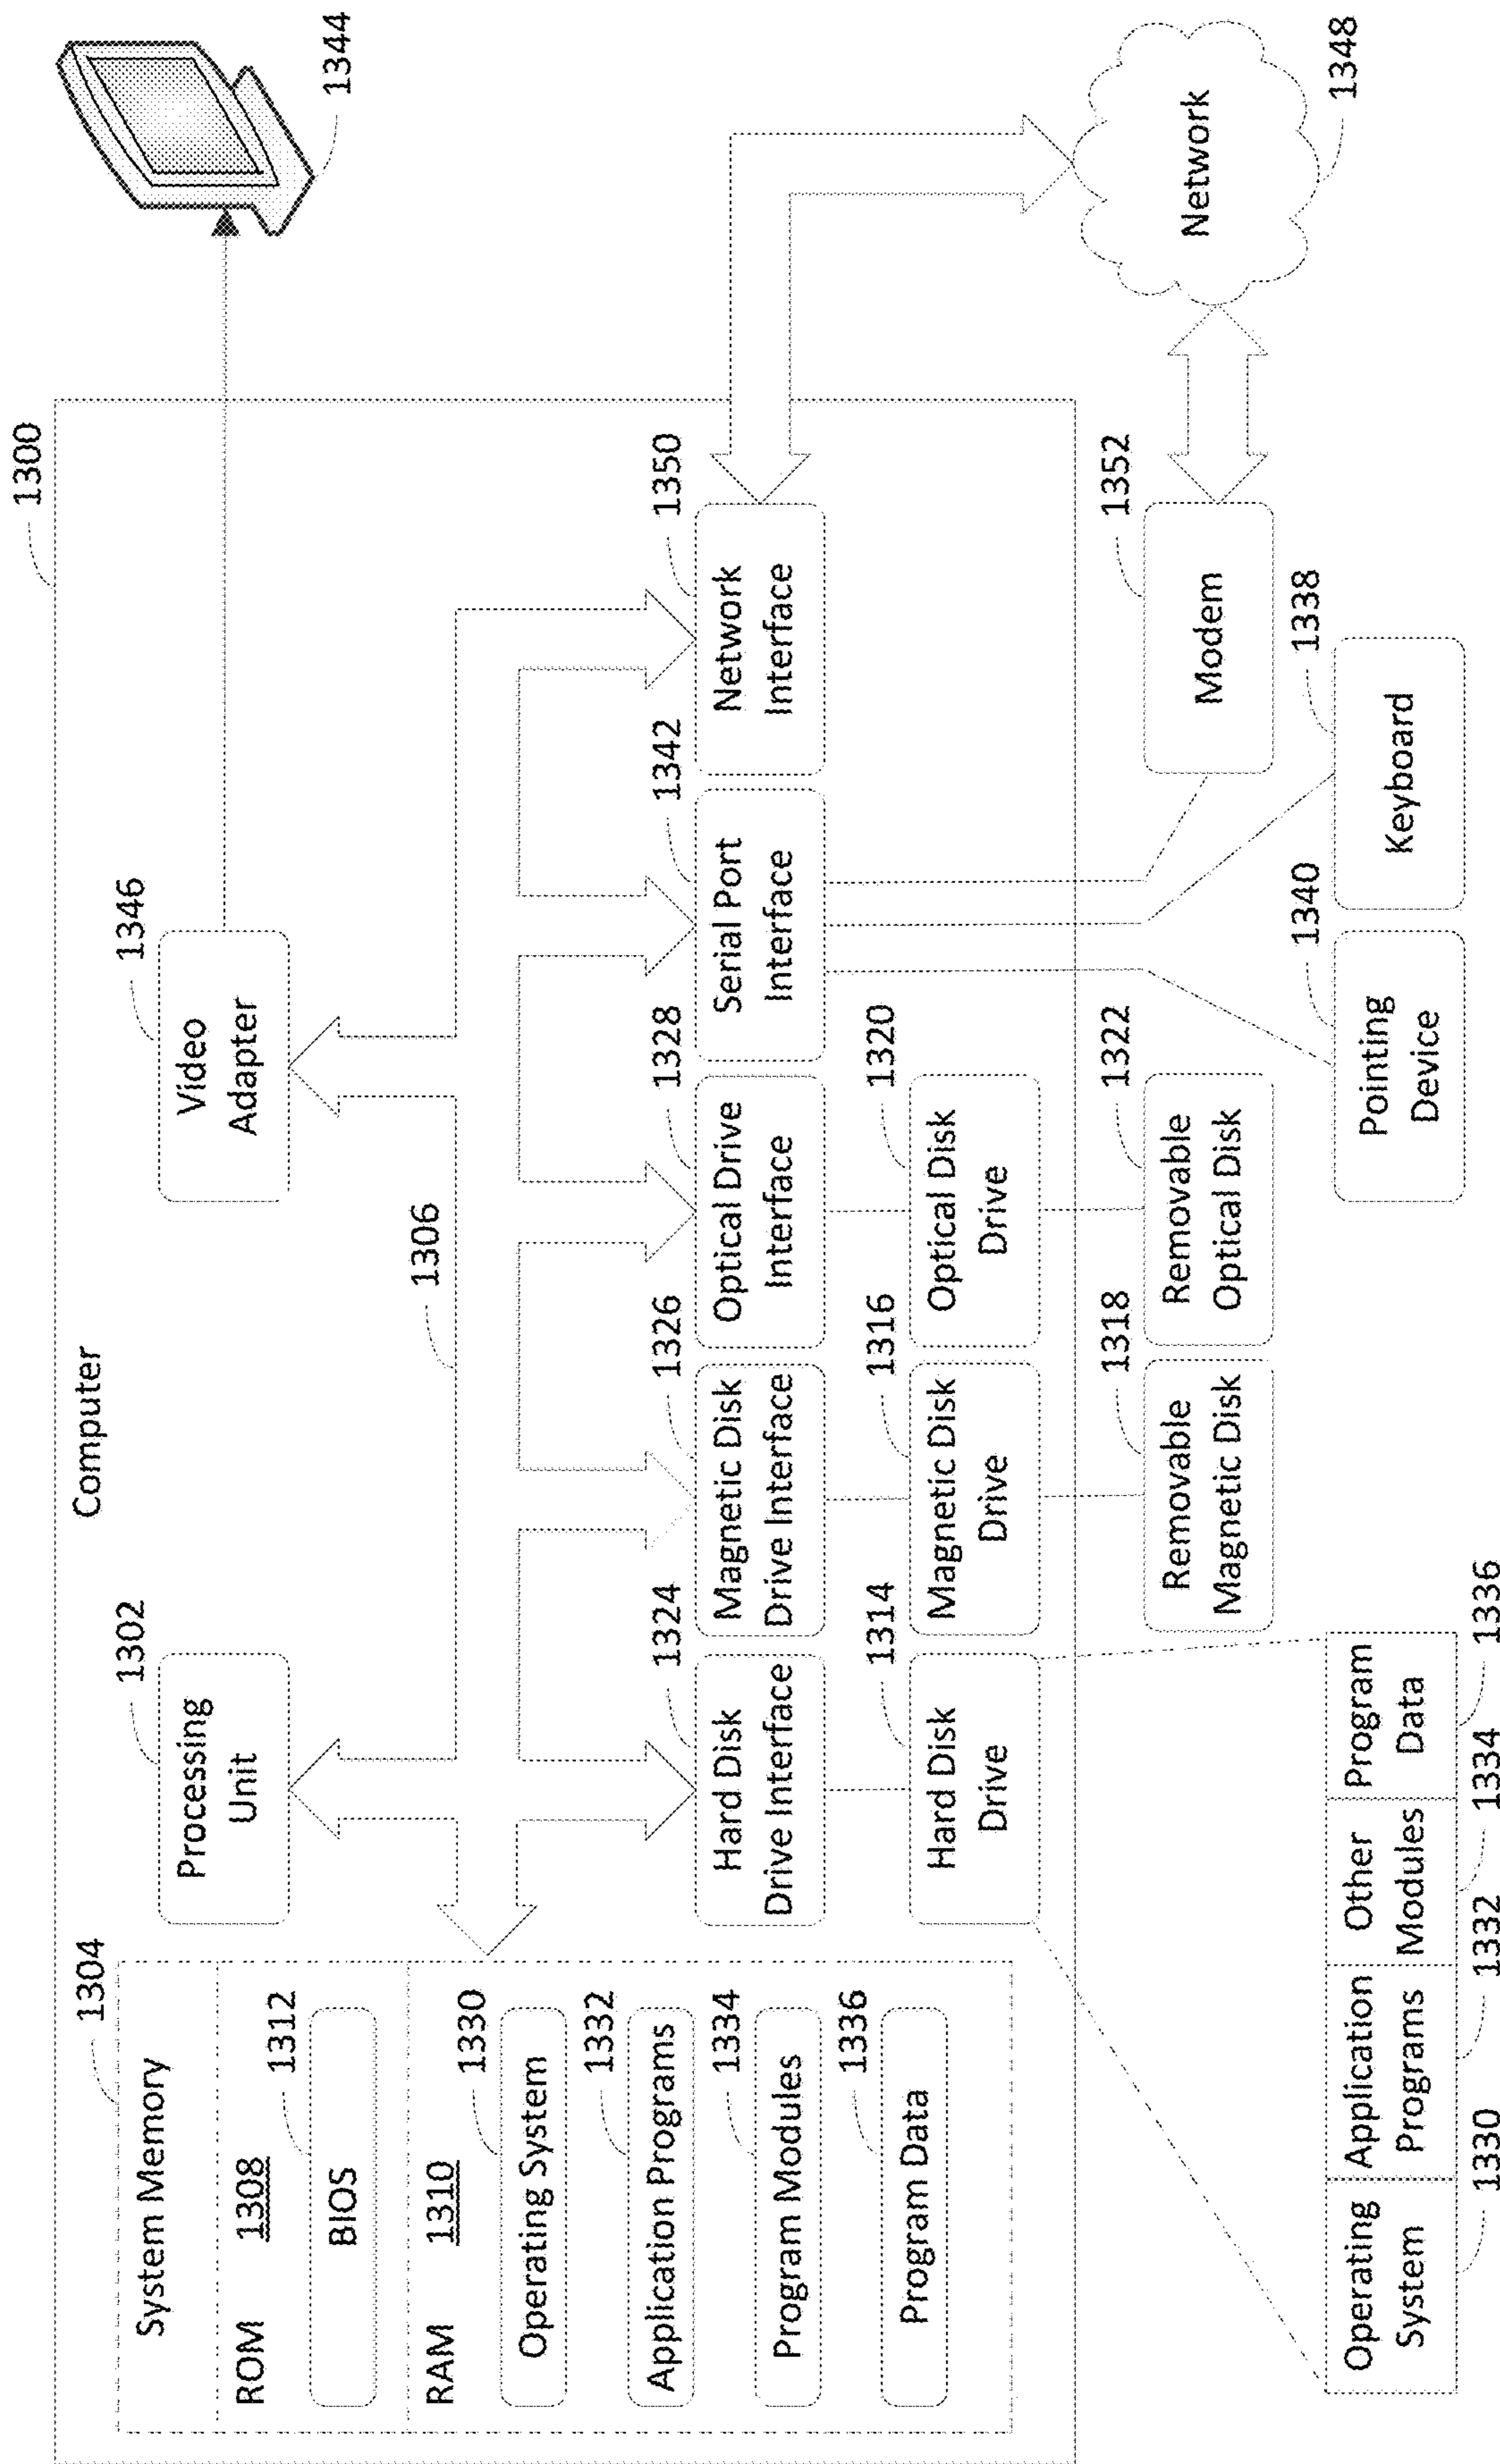 1300
Computer
1304
System Memory
ROM 1308
1312
BIOS
RAM 1310
1330
Operating System
1332
Application Programs
1334
Program Modules
1336
Program Data
1302
Processing
Unit
1346
Video
Adapter
1344
1306
1324
Hard Disk
Drive Interface
1326
Magnetic Disk
Drive Interface
1328
Optical Drive
Interface
1342
Serial Port
Interface
1350
Network
Interface
1314
Hard Disk
Drive
1316
Magnetic Disk
Drive
1320
Optical Disk
Drive
1318
Removable
Magnetic Disk
1322
Removable
Optical Disk
1352
Modem
Network
1348
1340
Pointing
Device
1338
Keyboard
Operating
System
Application
Programs
Other
Modules
Program
Data
1330
1332
1334
1336